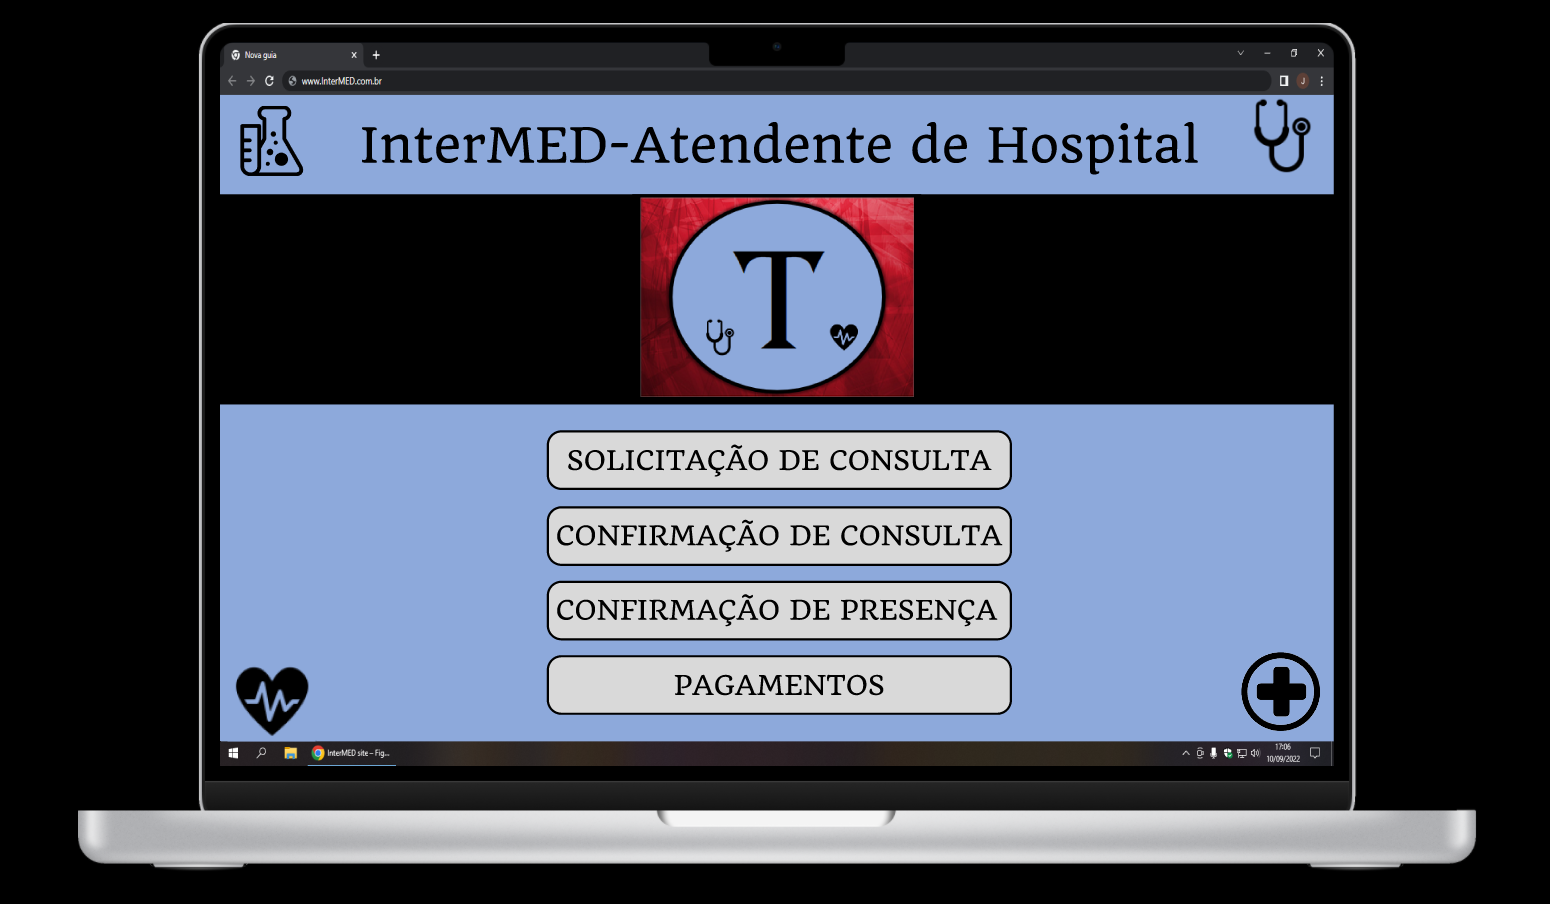 Nova guia
www.InterMED.com.br
J
InterMED-Atendente de Hospital
T
SOLICITAÇÃO DE CONSULTA
CONFIRMAÇÃO DE CONSULTA
CONFIRMAÇÃO DE PRESENÇA
PAGAMENTOS
InterMED site – Fig...
17:06
10/09/2022